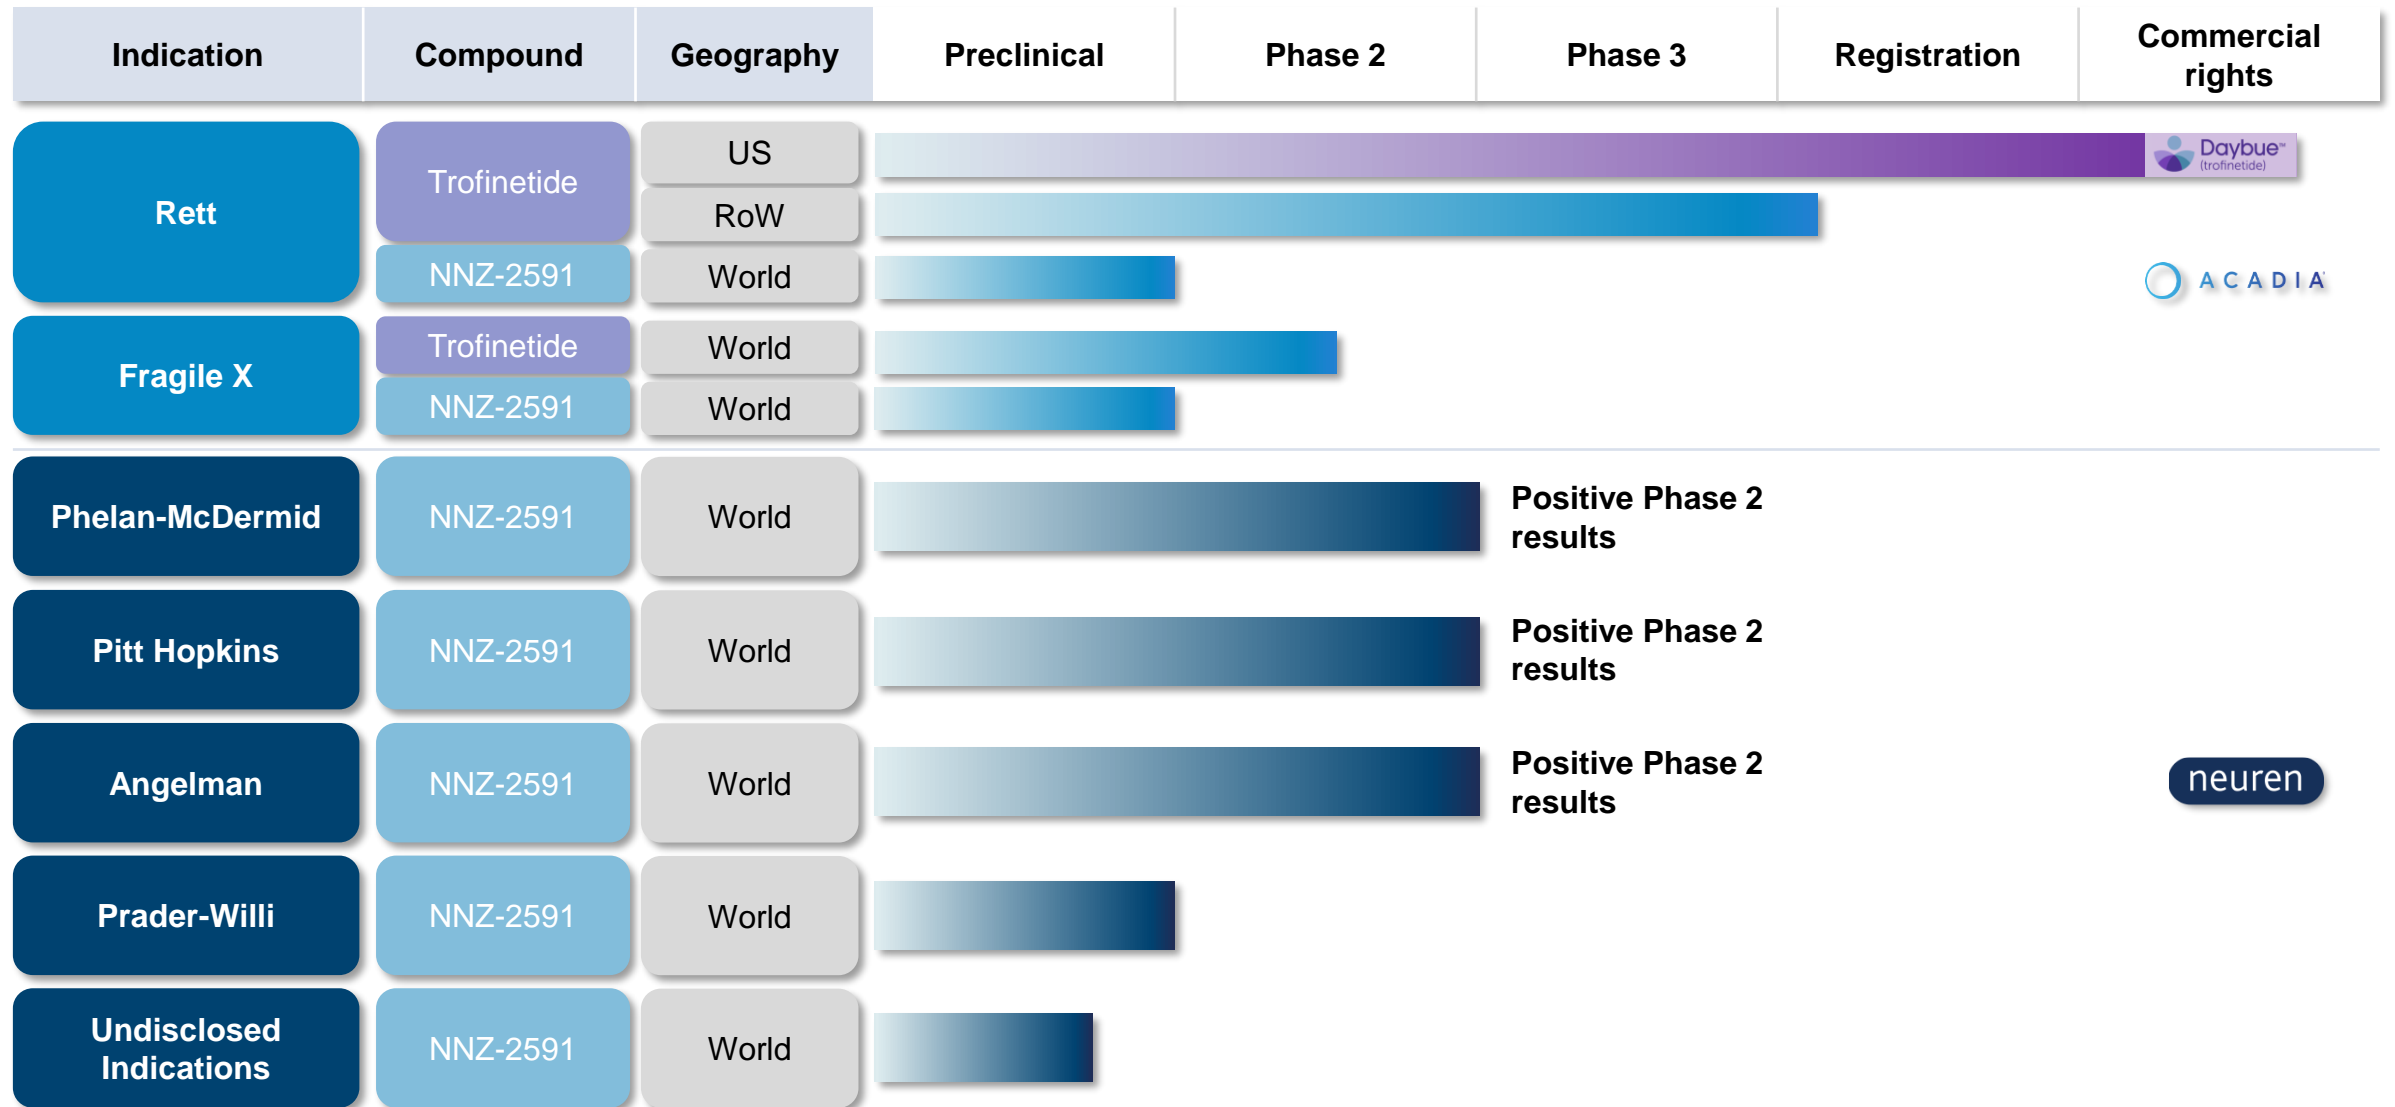 Indication
Compound
Geography
Preclinical
Phase 2
Phase 3
Registration
Commercial
rights
Rett
Trofinetide
US
Daybue™
(trofinetide)
RoW
NNZ-2591
World
ACADIA
Fragile X
Trofinetide
World
NNZ-2591
World
Phelan-McDermid
NNZ-2591
World
Positive Phase 2
results
Pitt Hopkins
NNZ-2591
World
Positive Phase 2
results
Angelman
NNZ-2591
World
Positive Phase 2
results
neuren
Prader-Willi
NNZ-2591
World
Undisclosed
Indications
NNZ-2591
World